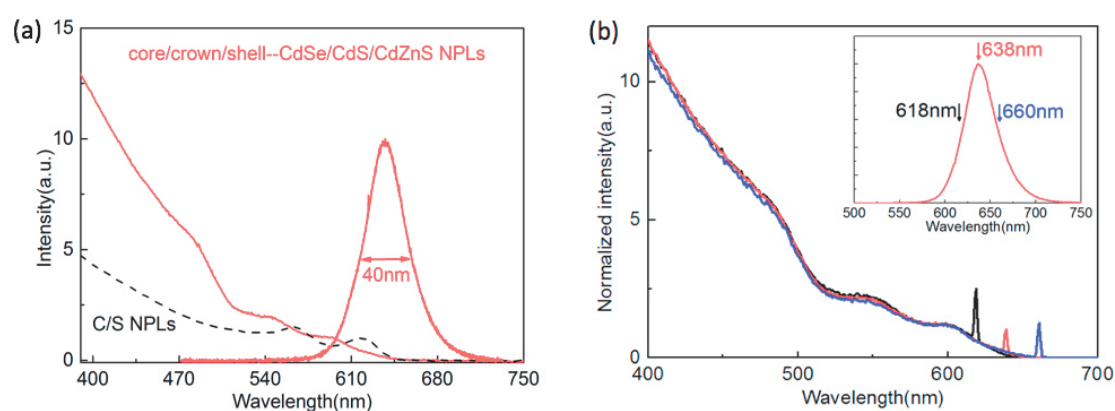 (a)
15
10
5
0
Intensity(a.u.)
core/crown/shell--CdSe/CdS/CdZnS NPLs
40nm
C/S NPLs
400 470 540 610 680 750
Wavelength(nm)
(b)
10
5
0
Normalized intensity(a.u.)
638nm
618nm
660nm
500 550 600 650 700 750
Wavelength(nm)
400 500 600 700
Wavelength(nm)